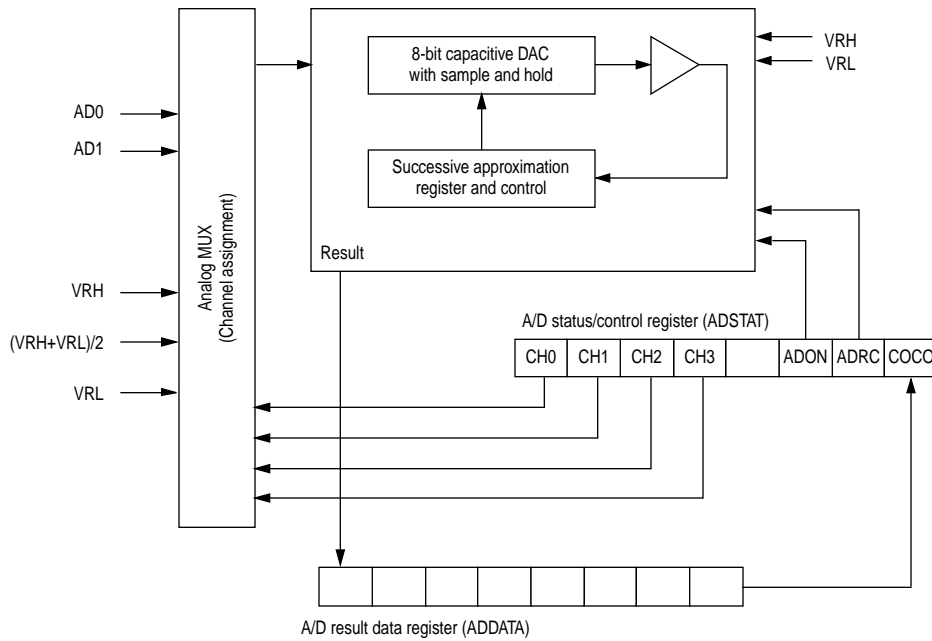 8-bit capacitive DAC
with sample and hold
VRH
VRL
AD0
AD1
Successive approximation
register and control
Analog MUX
(Channel assignment)
Result
VRH
(VRH+VRL)/2
VRL
A/D status/control register (ADSTAT)
CH0 CH1 CH2 CH3 ADON ADRC COCO
A/D result data register (ADDATA)